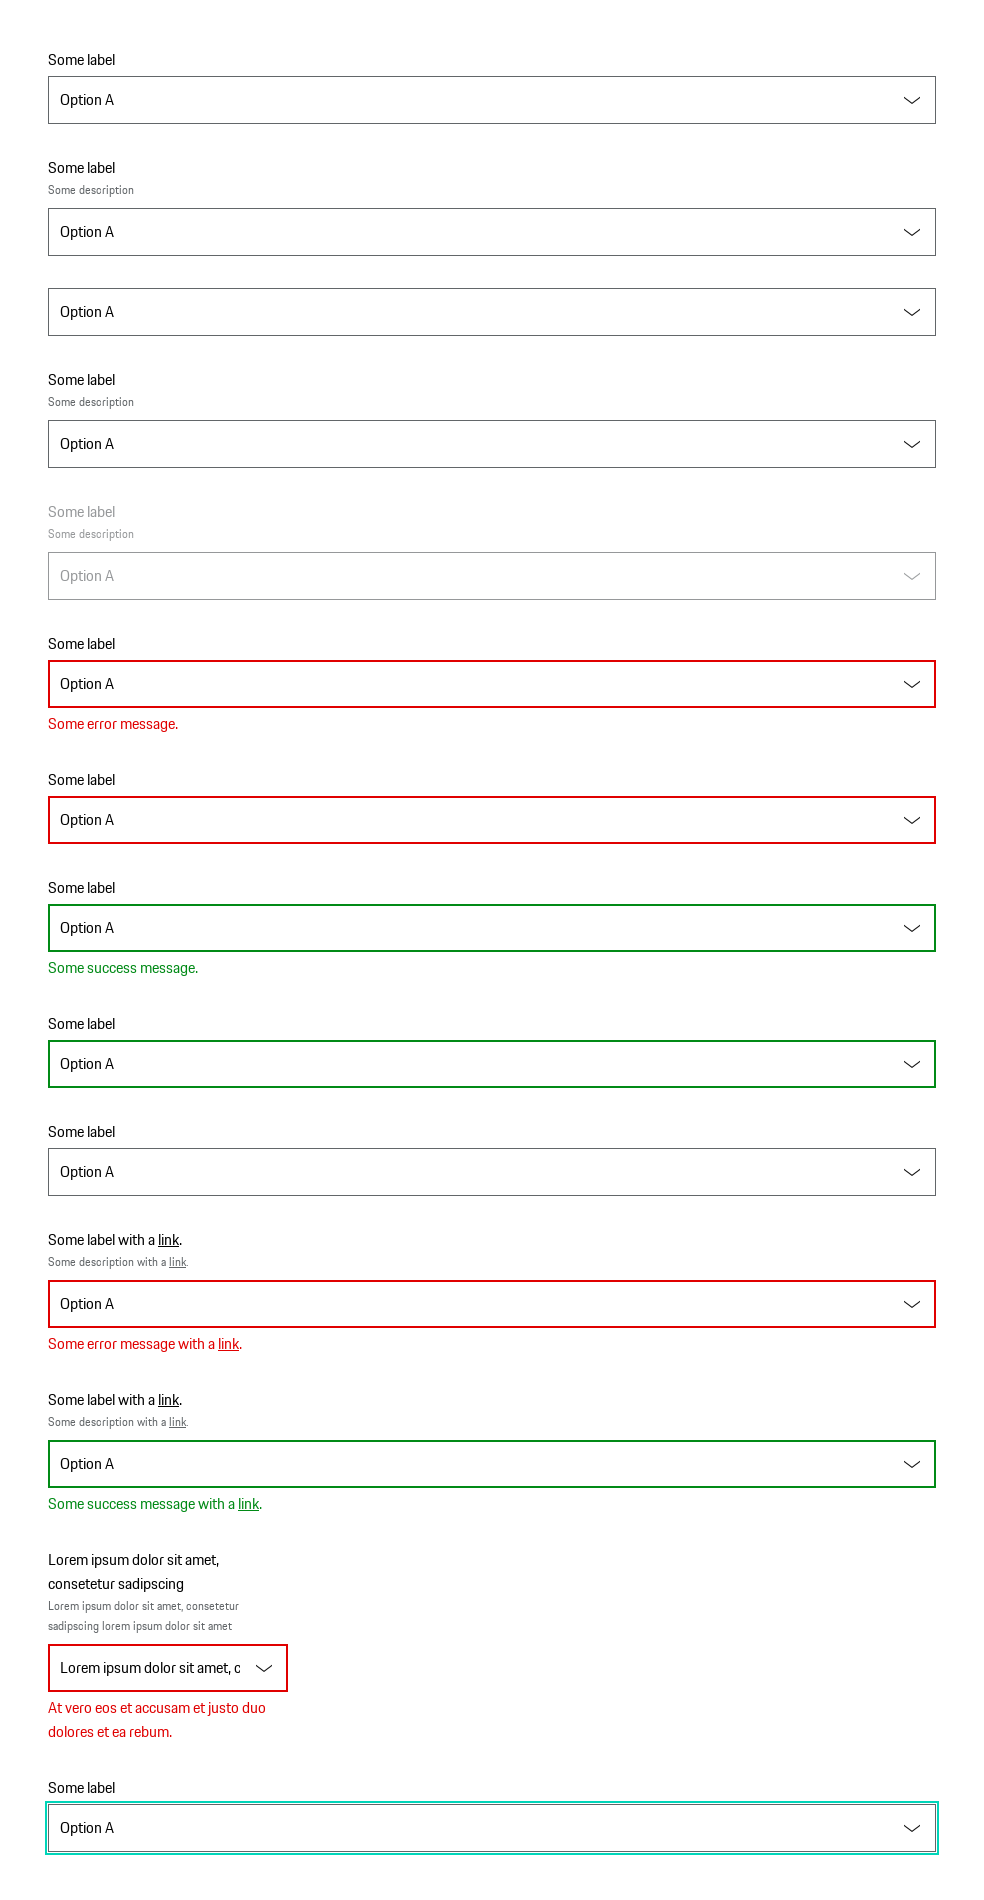 Some label
Option A
Some label
Some description
Option A
Option A
Some label
Some description
Option A
Some label
Some description
Option A
Some label
Option A
Some error message.
Some label
Option A
Some label
Option A
Some success message.
Some label
Option A
Some label
Option A
Some label with a link.
Some description with a link.
Option A
Some error message with a link.
Some label with a link.
Some description with a link.
Option A
Some success message with a link.
Lorem ipsum dolor sit amet,
consetetur sadipscing
Lorem ipsum dolor sit amet, consetetur
sadipscing lorem ipsum dolor sit amet
Lorem ipsum dolor sit amet, c
At vero eos et accusam et justo duo
dolores et ea rebum.
Some label
Option A